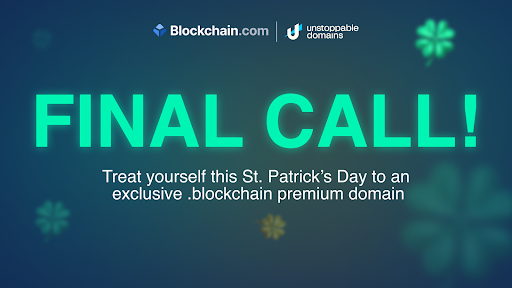 Blockchain.com
unstoppable
domains
FINAL CALL!
Treat yourself this St. Patrick's Day to an
exclusive .blockchain premium domain